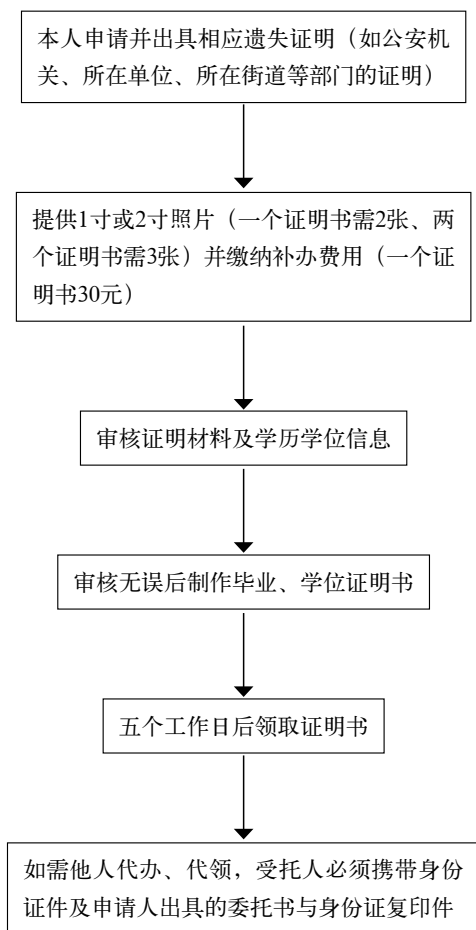 本人申请并出具相应遗失证明（如公安机
关、所在单位、所在街道等部门的证明）
提供1寸或2寸照片（一个证明书需2张、两
个证明书需3张）并缴纳补办费用（一个证
明书30元）
审核证明材料及学历学位信息
审核无误后制作毕业、学位证明书
五个工作日后领取证明书
如需他人代办、代领，受托人必须携带身份
证件及申请人出具的委托书与身份证复印件